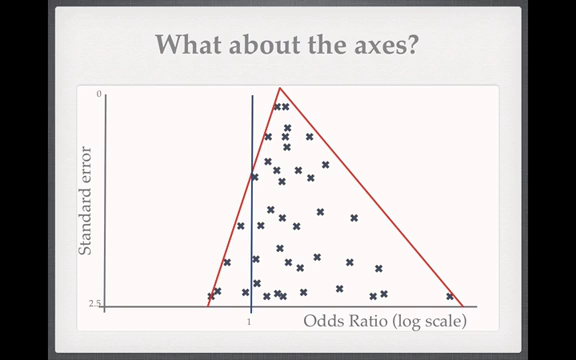 What about the axes?
0
Standard error
2.5
1
Odds Ratio (log scale)